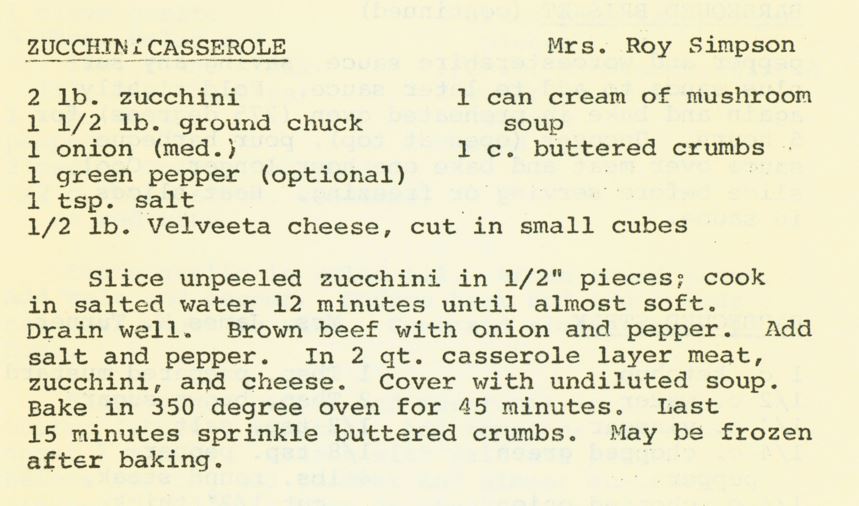 ZUCCHINI CASSEROLE Mrs. Roy Simpson
2 lb. zucchini 1 can cream of mushroom
1 1/2 lb. ground chuck soup
1 onion (med.) 1 c. buttered crumbs
1 green pepper (optional)
1 tsp. salt
1/2 lb. Velveeta cheese, cut in small cubes
Slice unpeeled zucchini in 1/2" pieces; cook
in salted water 12 minutes until almost soft.
Drain well. Brown beef with onion and pepper. Add
salt and pepper. In 2 qt. casserole layer meat,
zucchini, and cheese. Cover with undiluted soup.
Bake in 350 degree oven for 45 minutes. Last
15 minutes sprinkle buttered crumbs. May be frozen
after baking.